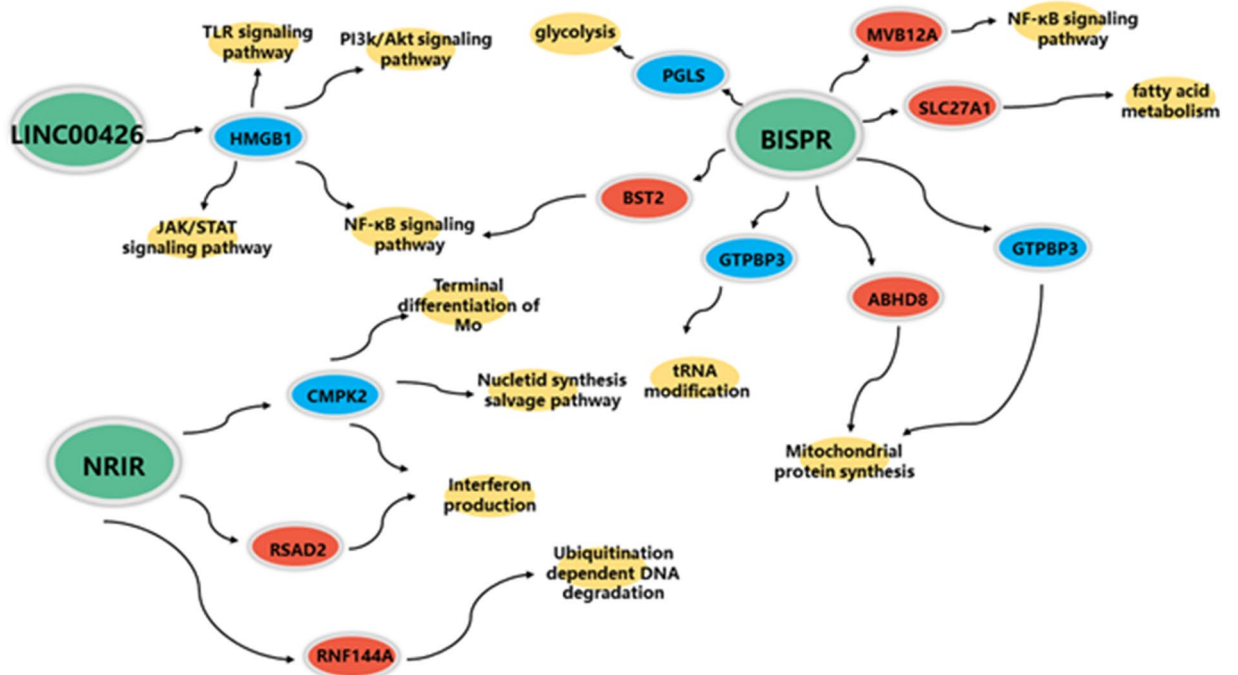 TLR signaling
pathway
PI3k/Akt signaling
pathway
LINC00426
HMGB1
JAK/STAT
signaling pathway
NF-κB signaling
pathway
glycolysis
PGLS
MVB12A
NF-κB signaling
pathway
SLC27A1
fatty acid
metabolism
BISPR
BST2
GTPBP3
ABHD8
GTPBP3
tRNA
modification
Mitochondrial
protein synthesis
Terminal
differentiation of
Mo
CMPK2
Nucletid synthesis
salvage pathway
NRIR
Interferon
production
RSAD2
Ubiquitination
dependent DNA
degradation
RNF144A